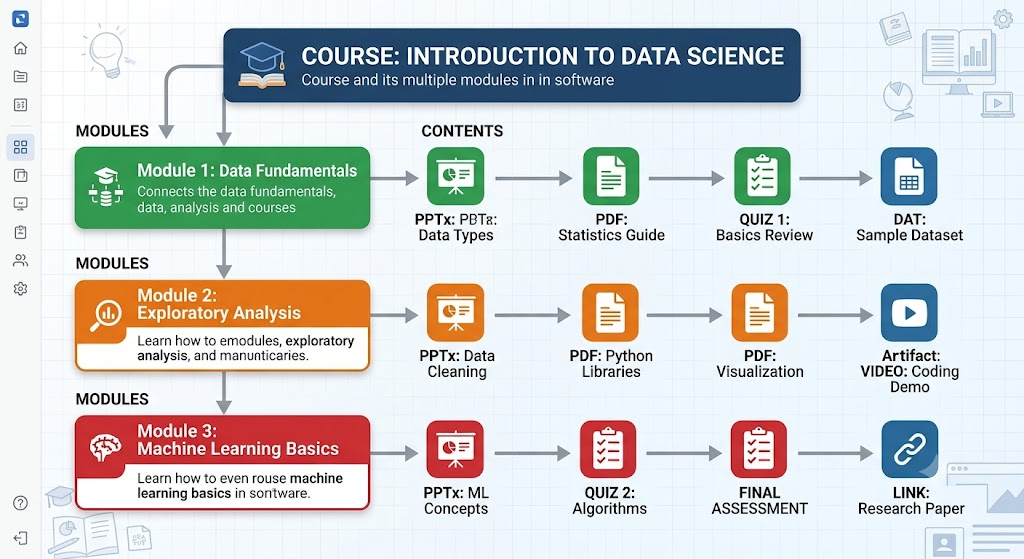 COURSE: INTRODUCTION TO DATA SCIENCE
Course and its multiple modules in in software
MODULES
CONTENTS
Module 1: Data Fundamentals
Connects the data fundamentals,
data, analysis and courses
PPTx:
Data Types
PDF:
Statistics Guide
QUIZ 1:
Basics Review
DAT:
Sample Dataset
MODULES
Module 2:
Exploratory Analysis
Learn how to emodules, exploratory
analysis, and manunticaries.
PPTx: Data
Cleaning
PDF: Python
Libraries
PDF:
Visualization
Artifact:
VIDEO: Coding
Demo
MODULES
Module 3:
Machine Learning Basics
Learn how to even rouse machine
learning basics in sontware.
PPTx: ML
Concepts
QUIZ 2:
Algorithms
FINAL
ASSESSMENT
LINK:
Research Paper